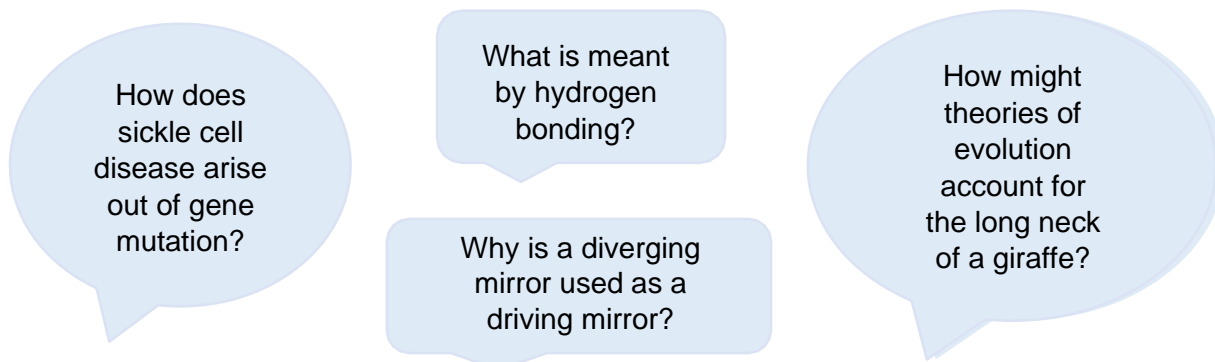 How does
sickle cell
disease arise
out of gene
mutation?
What is meant
by hydrogen
bonding?
Why is a diverging
mirror used as a
driving mirror?
How might
theories of
evolution
account for
the long neck
of a giraffe?